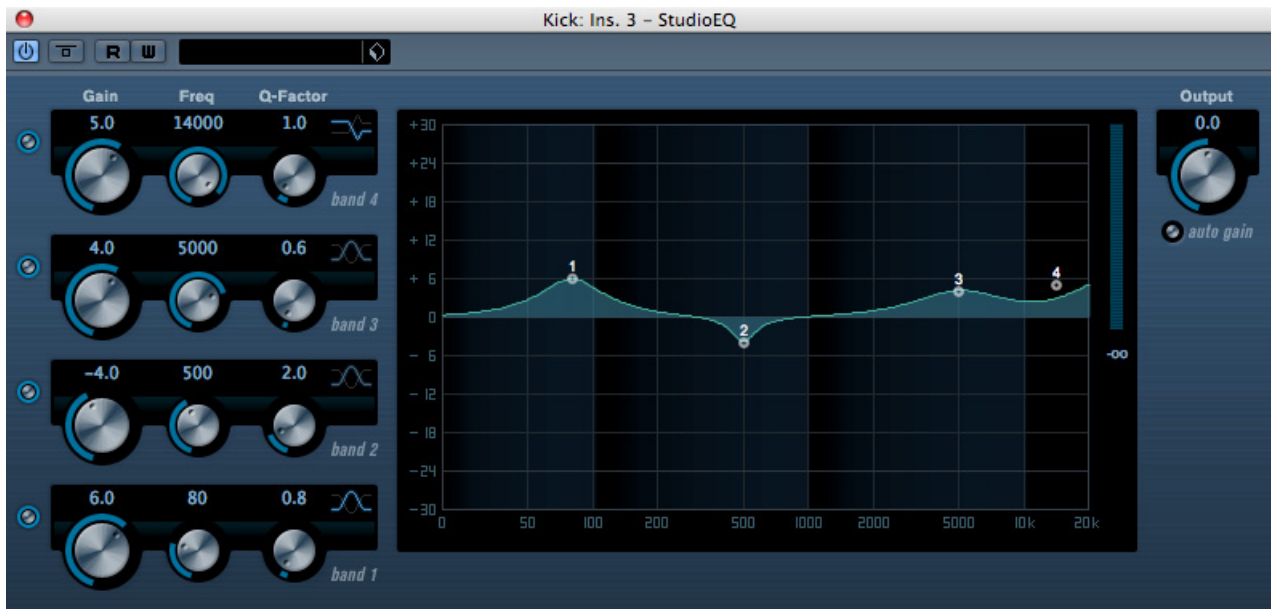 Kick: Ins. 3 – StudioEQ
R W
Gain Freq Q-Factor
5.0 14000 1.0
band 4
4.0 5000 0.6
band 3
-4.0 500 2.0
band 2
6.0 80 0.8
band 1
+30
+24
+ 18
+ 12
+ 6
0
- 6
- 12
- 18
- 24
- 30
1 2 3 4
0 50 100 200 500 1000 2000 5000 10k 20k
-oo
Output
0.0
auto gain